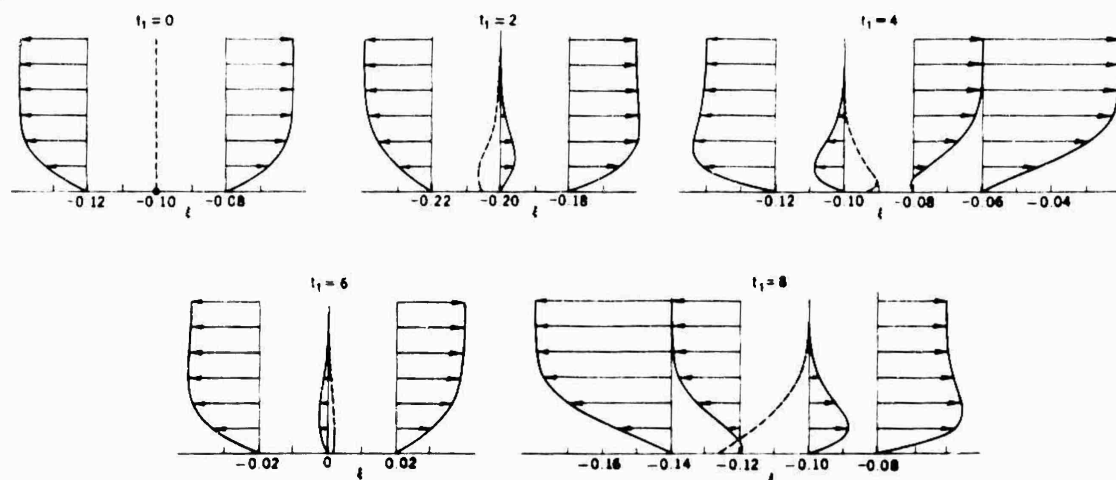 t₁ = 0
t₁ = 2
t₁ = 4
-0.12 -0.10 -0.08
-0.22 -0.20 -0.18
-0.12 -0.10 -0.08 -0.06 -0.04
ξ
ξ
ξ
t₁ = 6
t₁ = 8
-0.02 0 0.02
-0.16 -0.14 -0.12 -0.10 -0.08
ξ